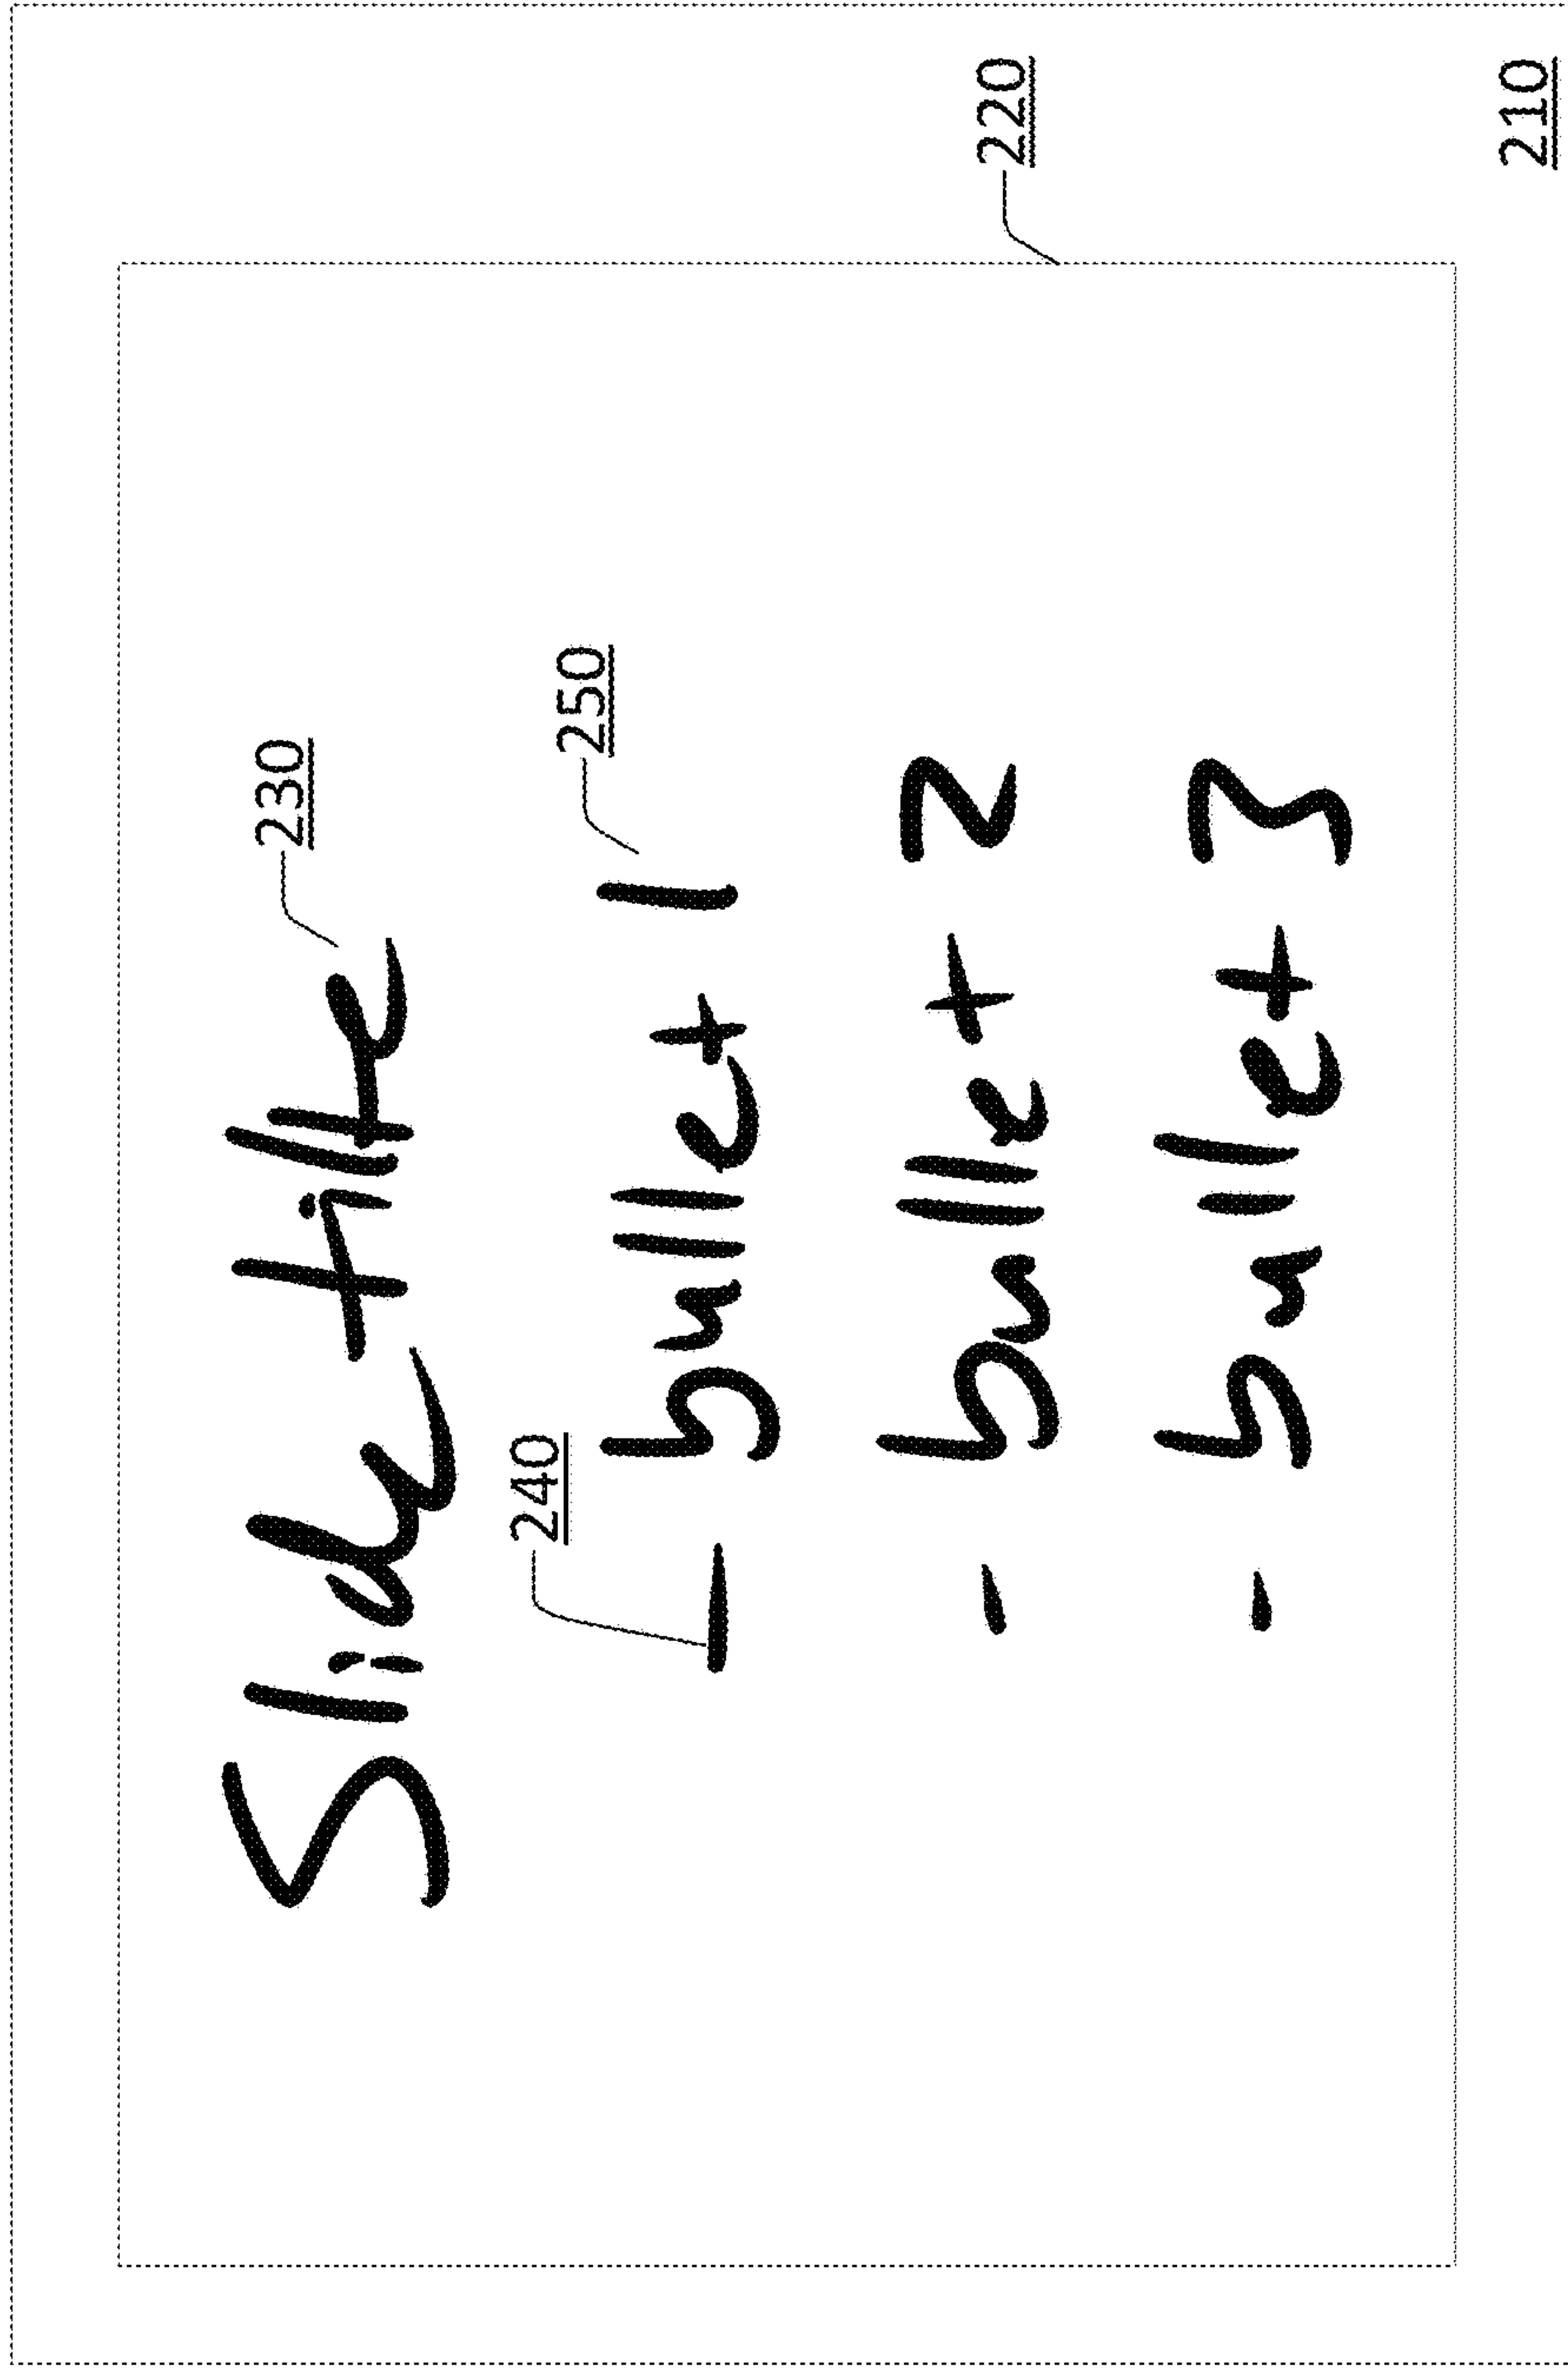 Slide title
230
240
250
- bullet 1
- bullet 2
220
- bullet 3
210